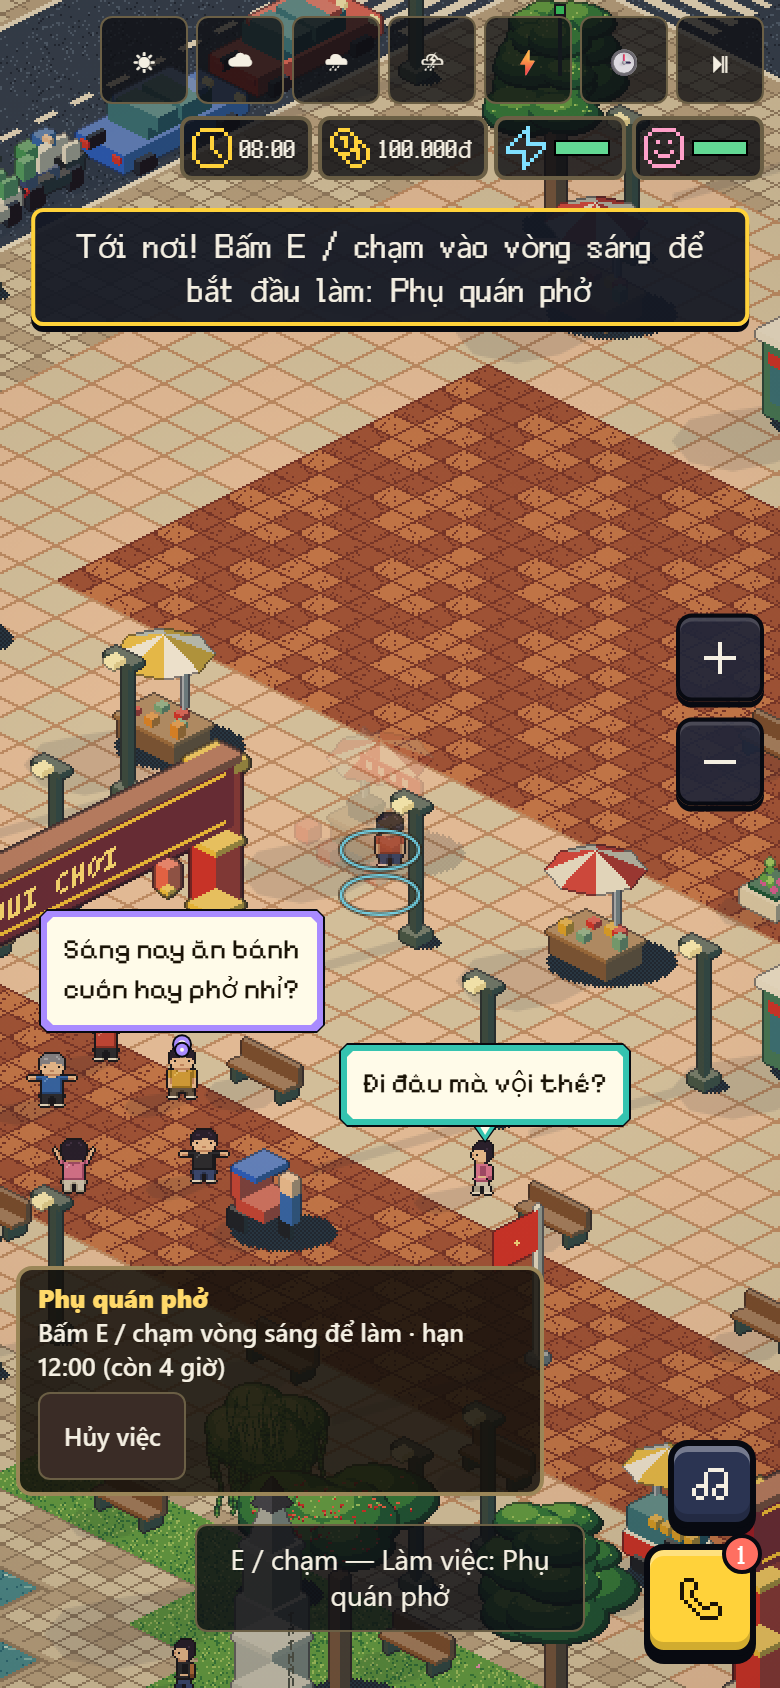 08:00
100.000đ
Tới nơi! Bấm E / chạm vào vòng sáng để
bắt đầu làm: Phụ quán phở
VUI CHƠI
Sáng nay ăn bánh
cuốn hay phở nhỉ?
Đi đâu mà vội thế?
Phụ quán phở
Bấm E / chạm vòng sáng để làm · hạn
12:00 (còn 4 giờ)
Hủy việc
1
E / chạm — Làm việc: Phụ
quán phở